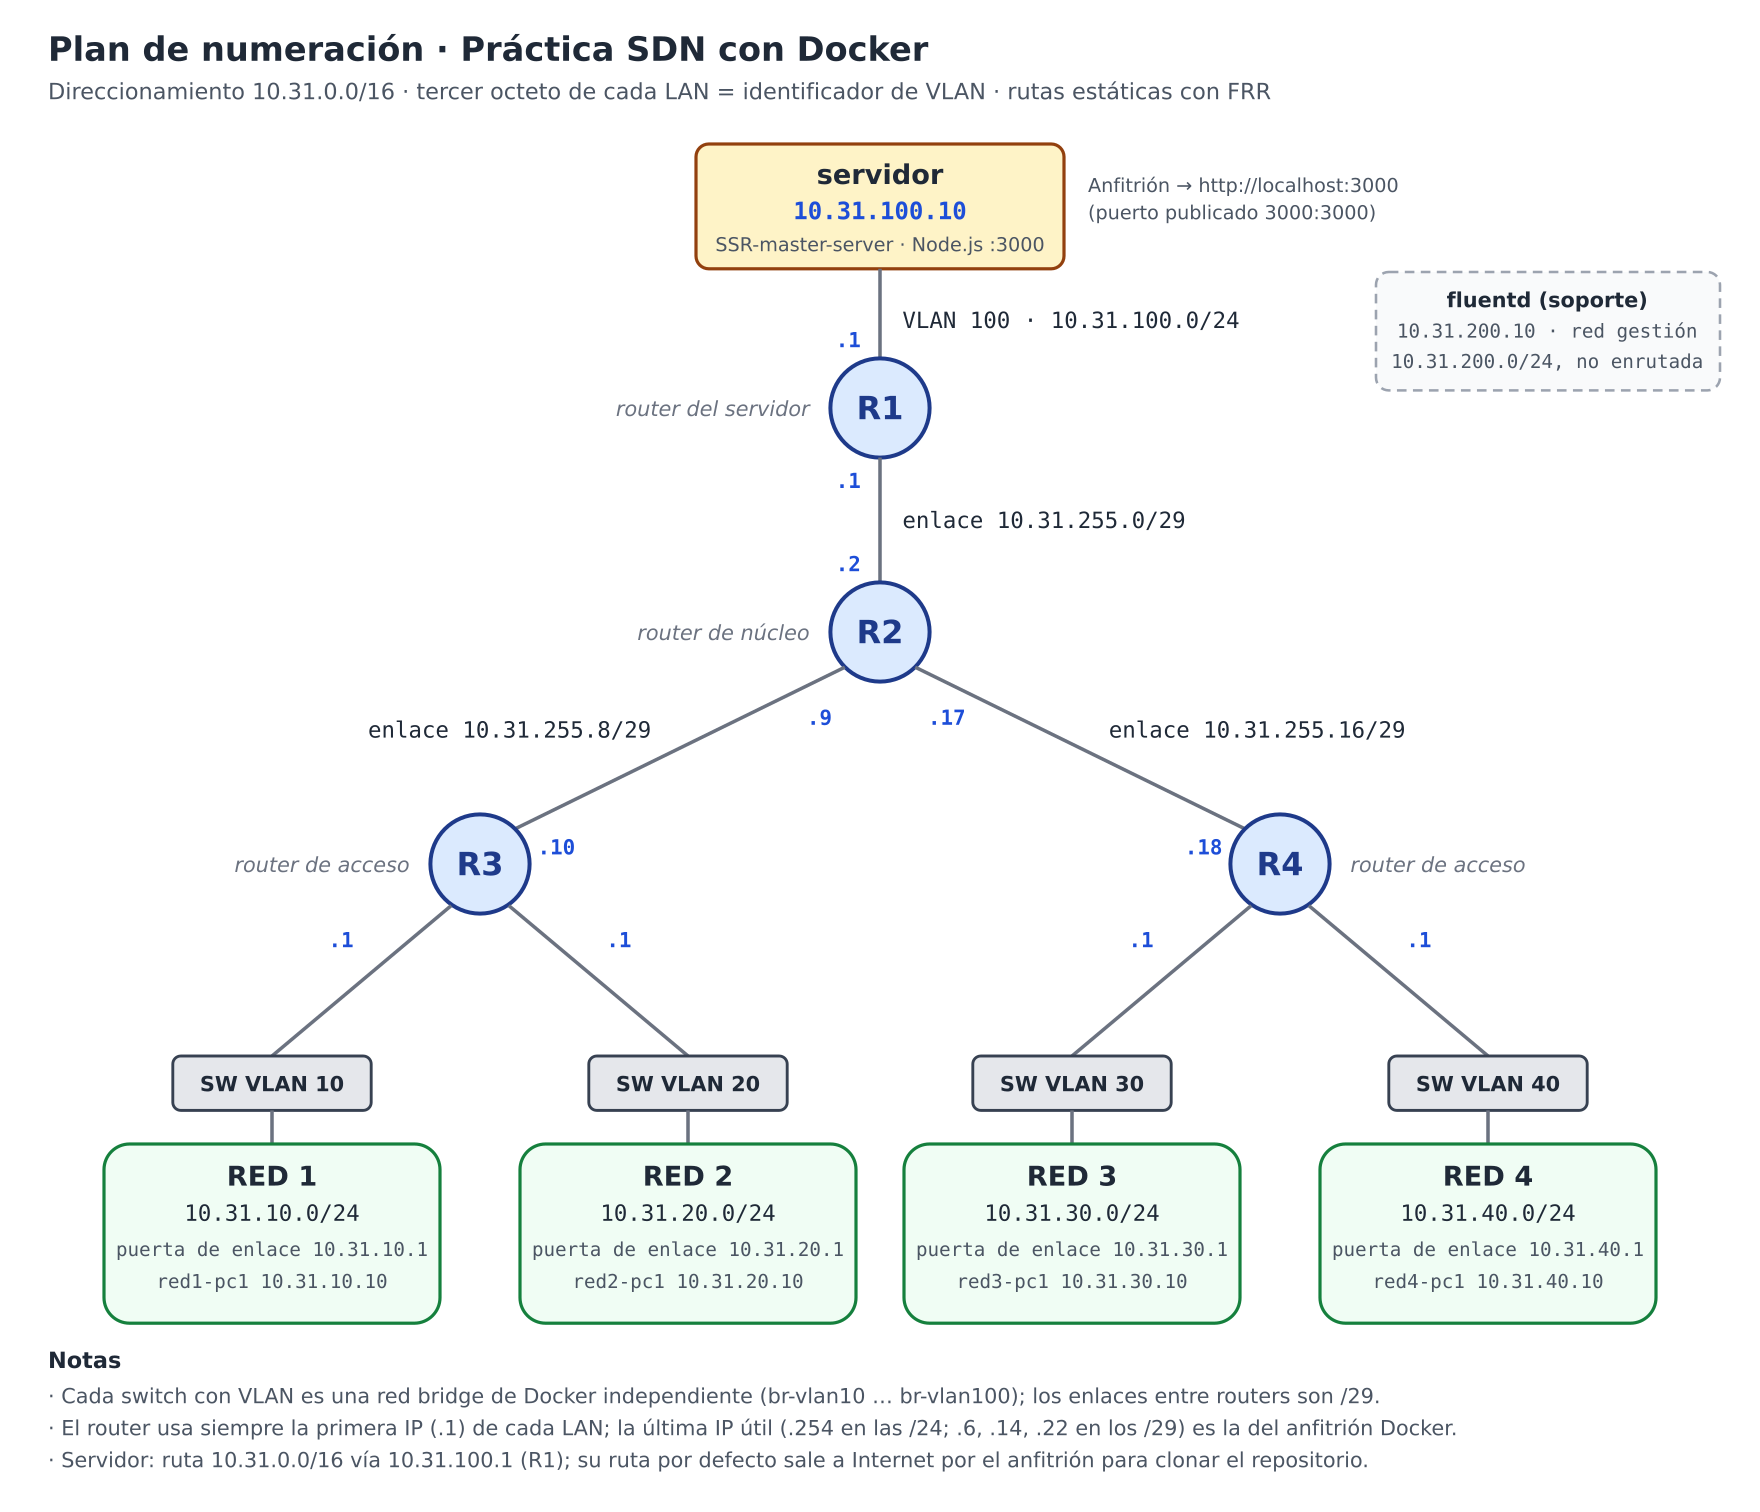 Plan de numeración · Práctica SDN con Docker
Direccionamiento 10.31.0.0/16 · tercer octeto de cada LAN = identificador de VLAN · rutas estáticas con FRR
servidor
10.31.100.10
SSR-master-server · Node.js :3000
Anfitrión → http://localhost:3000
(puerto publicado 3000:3000)
fluentd (soporte)
10.31.200.10 · red gestión
10.31.200.0/24, no enrutada
VLAN 100 · 10.31.100.0/24
.1
router del servidor
R1
.1
enlace 10.31.255.0/29
.2
router de núcleo
R2
.9
.17
enlace 10.31.255.8/29
enlace 10.31.255.16/29
router de acceso
R3
.10
.18
R4
router de acceso
.1
.1
.1
.1
SW VLAN 10
SW VLAN 20
SW VLAN 30
SW VLAN 40
RED 1
10.31.10.0/24
puerta de enlace 10.31.10.1
red1-pc1 10.31.10.10
RED 2
10.31.20.0/24
puerta de enlace 10.31.20.1
red2-pc1 10.31.20.10
RED 3
10.31.30.0/24
puerta de enlace 10.31.30.1
red3-pc1 10.31.30.10
RED 4
10.31.40.0/24
puerta de enlace 10.31.40.1
red4-pc1 10.31.40.10
Notas
· Cada switch con VLAN es una red bridge de Docker independiente (br-vlan10 … br-vlan100); los enlaces entre routers son /29.
· El router usa siempre la primera IP (.1) de cada LAN; la última IP útil (.254 en las /24; .6, .14, .22 en los /29) es la del anfitrión Docker.
· Servidor: ruta 10.31.0.0/16 vía 10.31.100.1 (R1); su ruta por defecto sale a Internet por el anfitrión para clonar el repositorio.